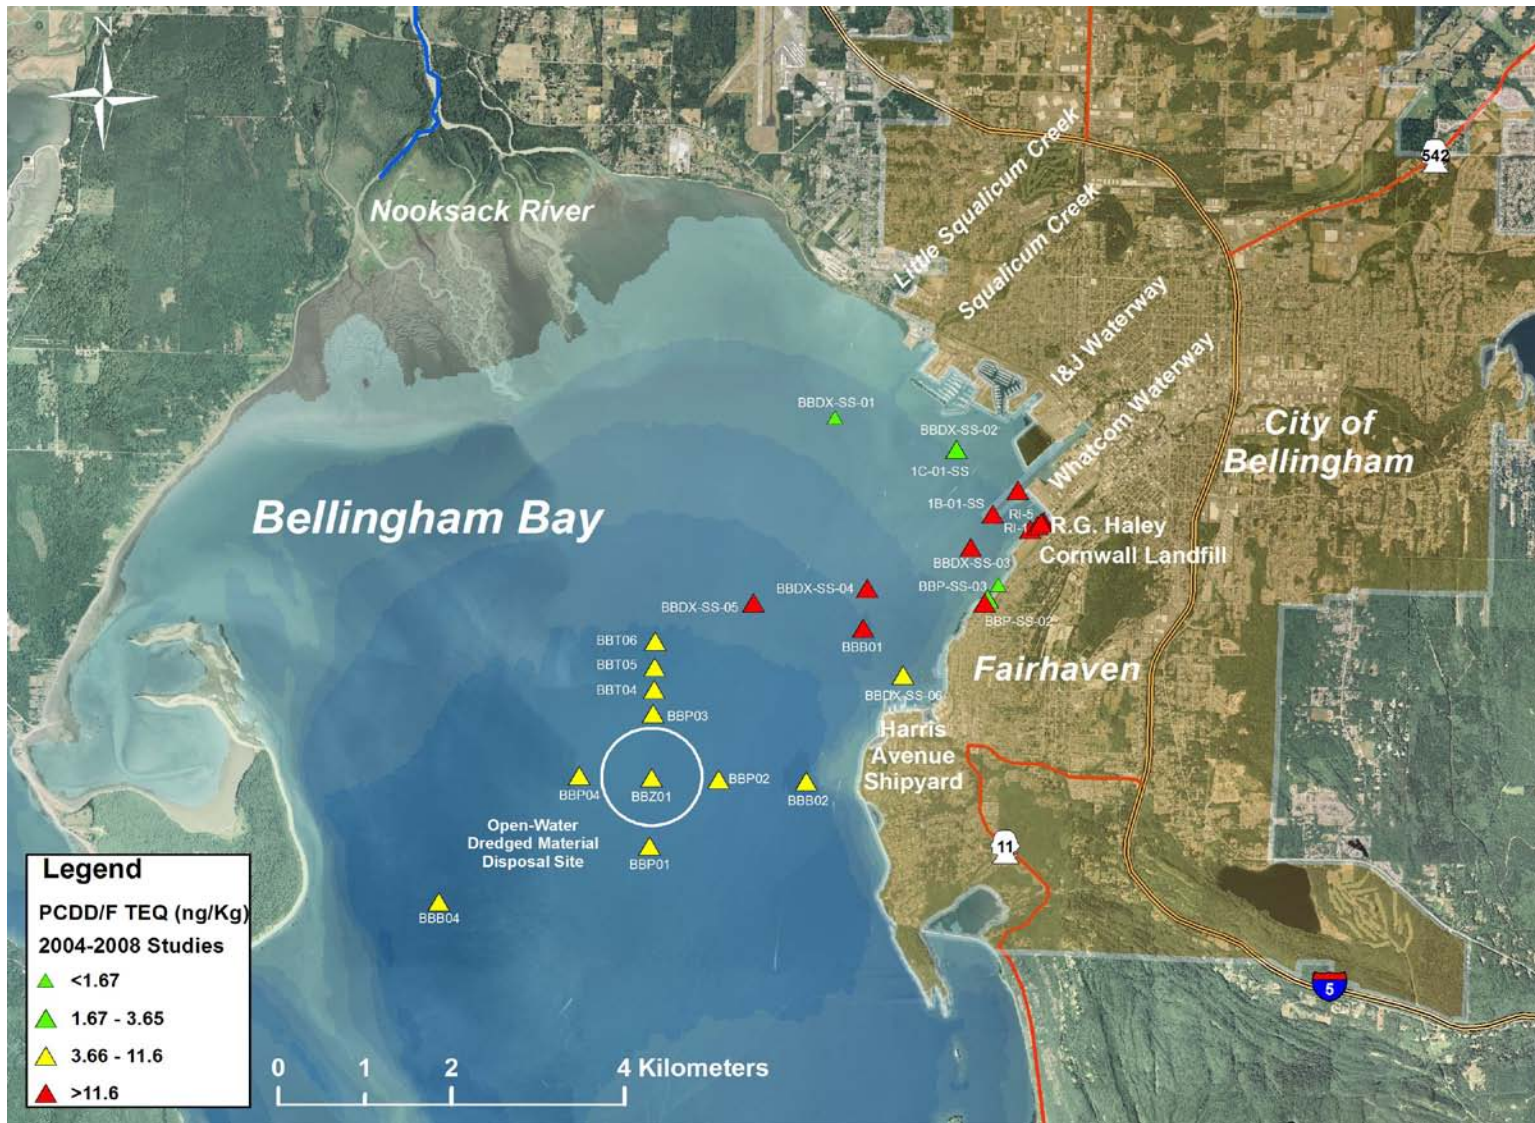 N
542
Little Squalicum Creek
Squalicum Creek
Nooksack River
I&J Waterway
Whatcom Waterway
BBDX-SS-01
BBDX-SS-02
1C-01-SS
City of
Bellingham
Bellingham Bay
1B-01-SS
RI-5
RI-1
R.G. Haley
Cornwall Landfill
BBDX-SS-03
BBDX-SS-04
BBP-SS-03
BBDX-SS-05
BBP-SS-02
BBB01
BBT06
BBT05
BBT04
BBP03
Fairhaven
BBDX-SS-06
Harris
Avenue
Shipyard
BBP04
BBZ01
BBP02
BBB02
Open-Water
Dredged Material
Disposal Site
BBP01
11
BBB04
5
Legend
PCDD/F TEQ (ng/Kg)
2004-2008 Studies
<1.67
1.67 - 3.65
3.66 - 11.6
>11.6
0 1 2 4 Kilometers